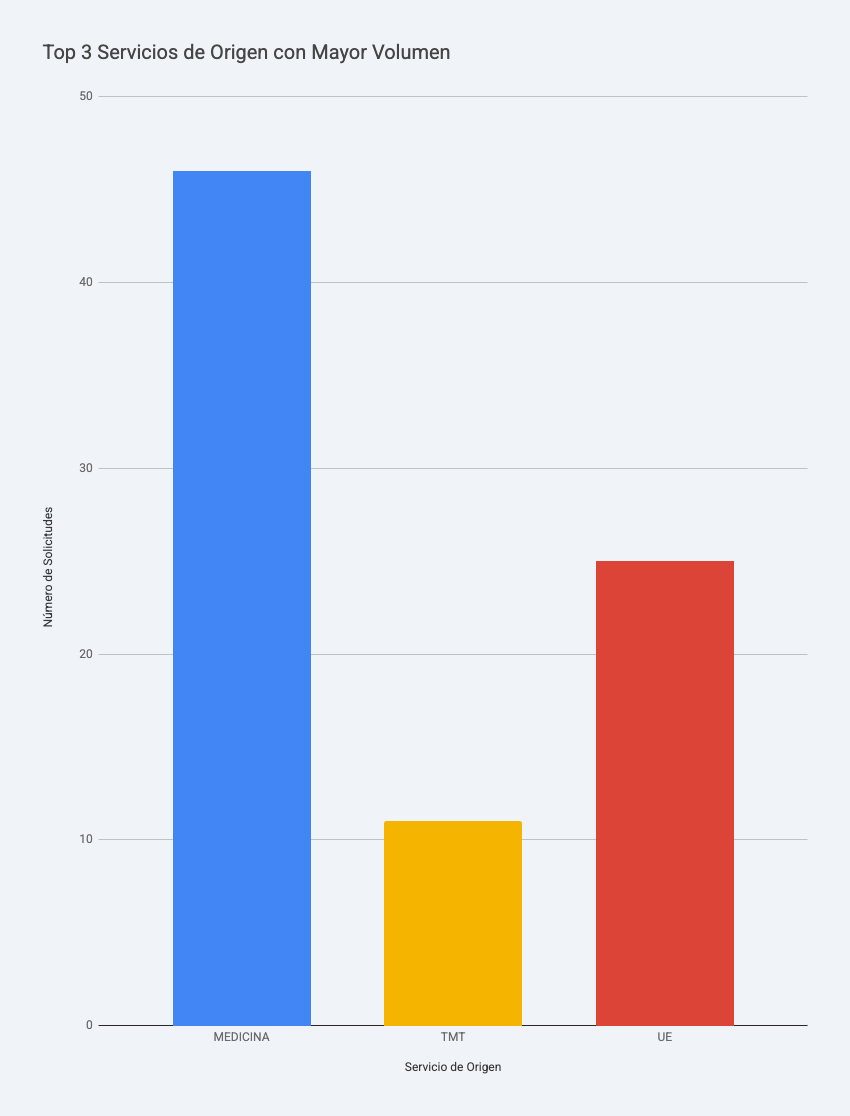 Top 3 Servicios de Origen con Mayor Volumen
50
40
30
20
10
0
Número de Solicitudes
MEDICINA
TMT
UE
Servicio de Origen